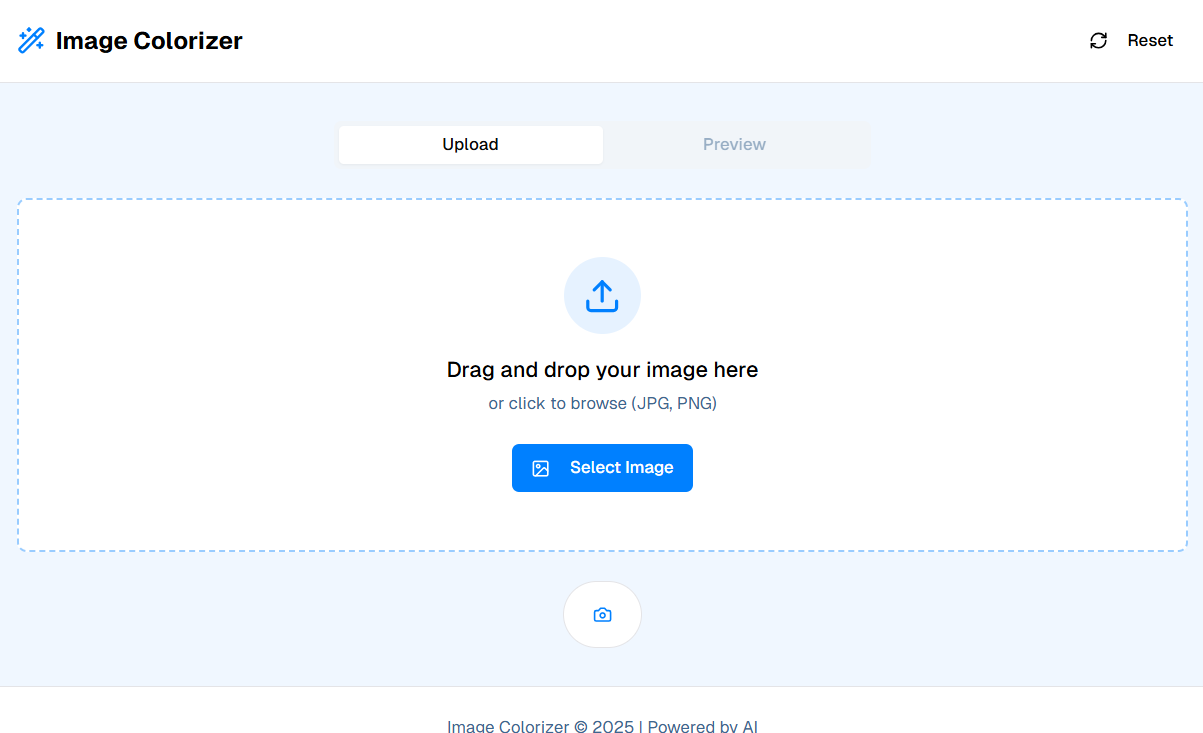 Image Colorizer
Reset
Upload
Preview
Drag and drop your image here
or click to browse (JPG, PNG)
Select Image
Image Colorizer © 2025 | Powered by AI